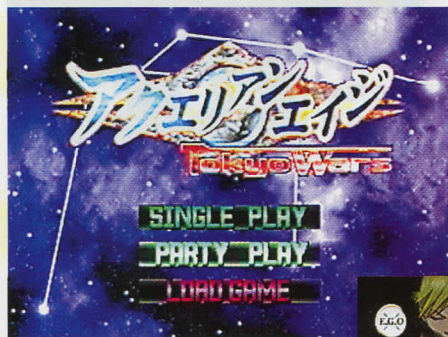 アクエリアンエイジ
Tokyo Wars
SINGLE PLAY
PARTY PLAY
LOAD GAME
E.G.O